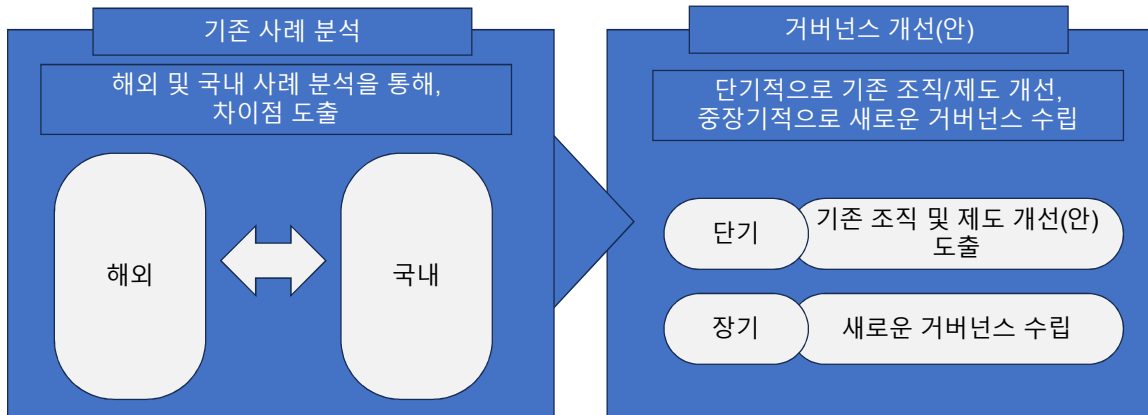 기존 사례 분석
해외 및 국내 사례 분석을 통해,
차이점 도출
해외
국내
거버넌스 개선(안)
단기적으로 기존 조직/제도 개선,
중장기적으로 새로운 거버넌스 수립
단기
기존 조직 및 제도 개선(안)
도출
장기
새로운 거버넌스 수립